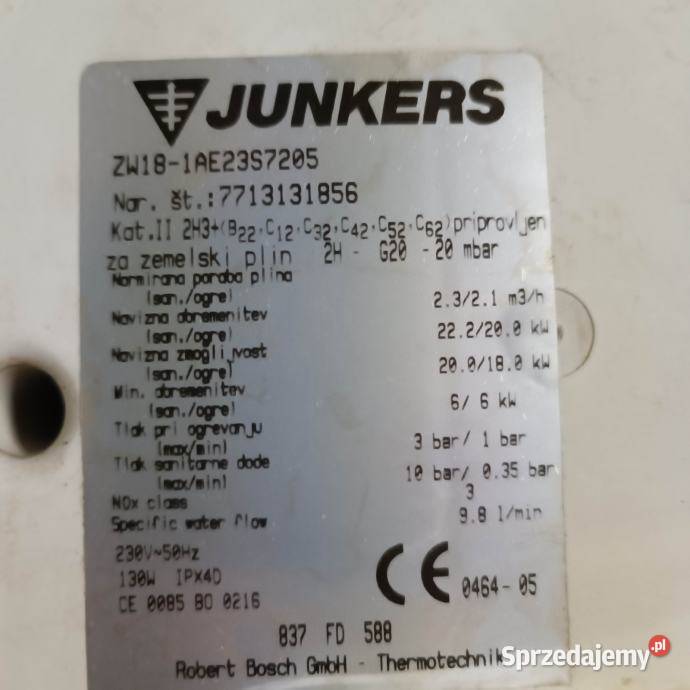 JUNKERS
ZW18-1AE23S7205
Nar. št.:7713131856
Kat.II 2H3+(B22,C12,C32,C42,C52,C62)pripravljen
za zemelski plin 2H - G20 -20 mbar
Normirana poraba plina
(san./ogre) 2.3/2.1 m3/h
Nazivna obremenitev
(san./ogre) 22.2/20.0 kW
Nazivna zmogljivost
(san./ogre) 20.0/18.0 kW
Min. obremenitev
(san./ogre) 6/ 6 kW
Tlak pri ogrevanju
(max/min) 3 bar/ 1 bar
Tlak sanitarne dode
(max/min) 10 bar/ 0.35 bar
NOx class 3
Specific water flow 9.8 l/min
230V~50Hz
130W IPX4D
CE 0085 BO 0216
CE 0464-05
837 FD 588
Robert Bosch GmbH - Thermotechnik
Sprzedajemy.pl